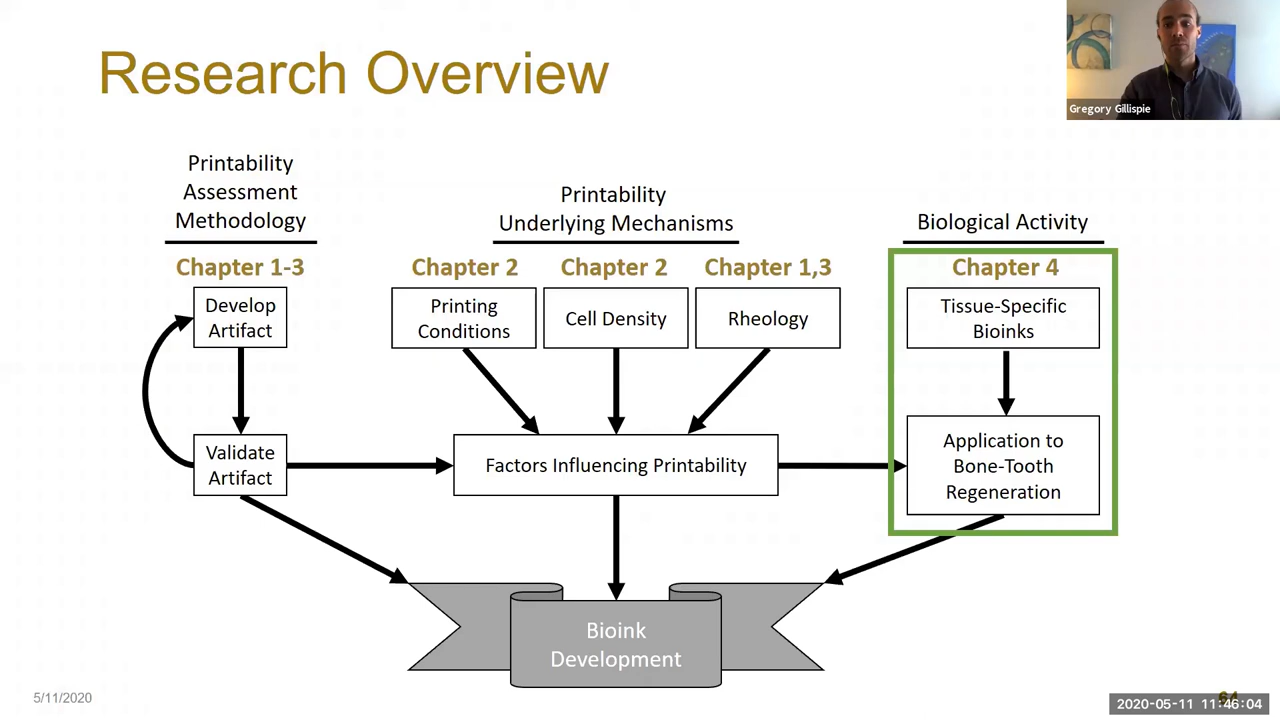 Research Overview
Gregory Gillispie
Printability
Assessment
Methodology
Chapter 1-3
Develop
Artifact
Validate
Artifact
Printability
Underlying Mechanisms
Chapter 2
Chapter 2
Chapter 1,3
Printing
Conditions
Cell Density
Rheology
Factors Influencing Printability
Biological Activity
Chapter 4
Tissue-Specific
Bioinks
Application to
Bone-Tooth
Regeneration
Bioink
Development
5/11/2020
2020-05-11 11:46:04